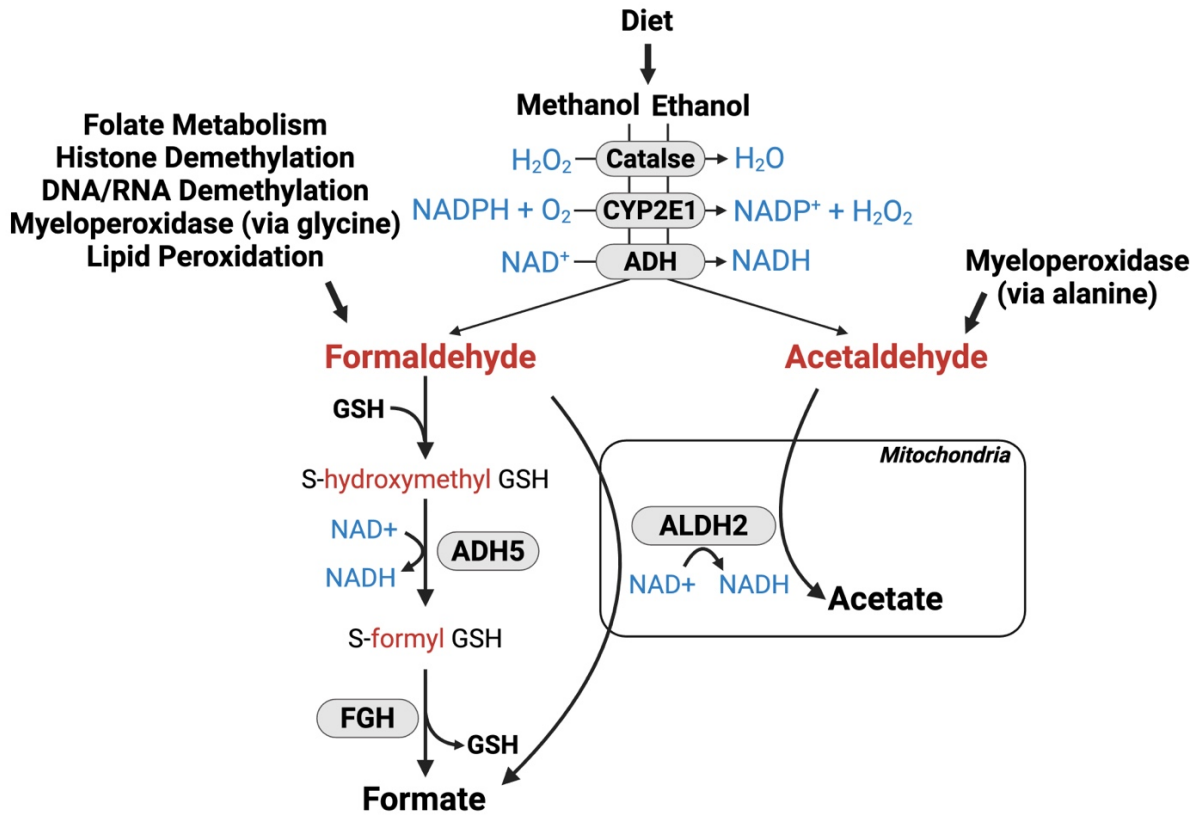 Diet
Methanol Ethanol
Folate Metabolism
Histone Demethylation
DNA/RNA Demethylation
Myeloperoxidase (via glycine)
Lipid Peroxidation
H₂O₂ Catalse H₂O
NADPH + O₂ CYP2E1 NADP⁺ + H₂O₂
NAD⁺ ADH NADH
Myeloperoxidase
(via alanine)
Formaldehyde
Acetaldehyde
GSH
S-hydroxymethyl GSH
NAD+
NADH
ADH5
S-formyl GSH
FGH
GSH
Formate
Mitochondria
ALDH2
NAD+ NADH
Acetate